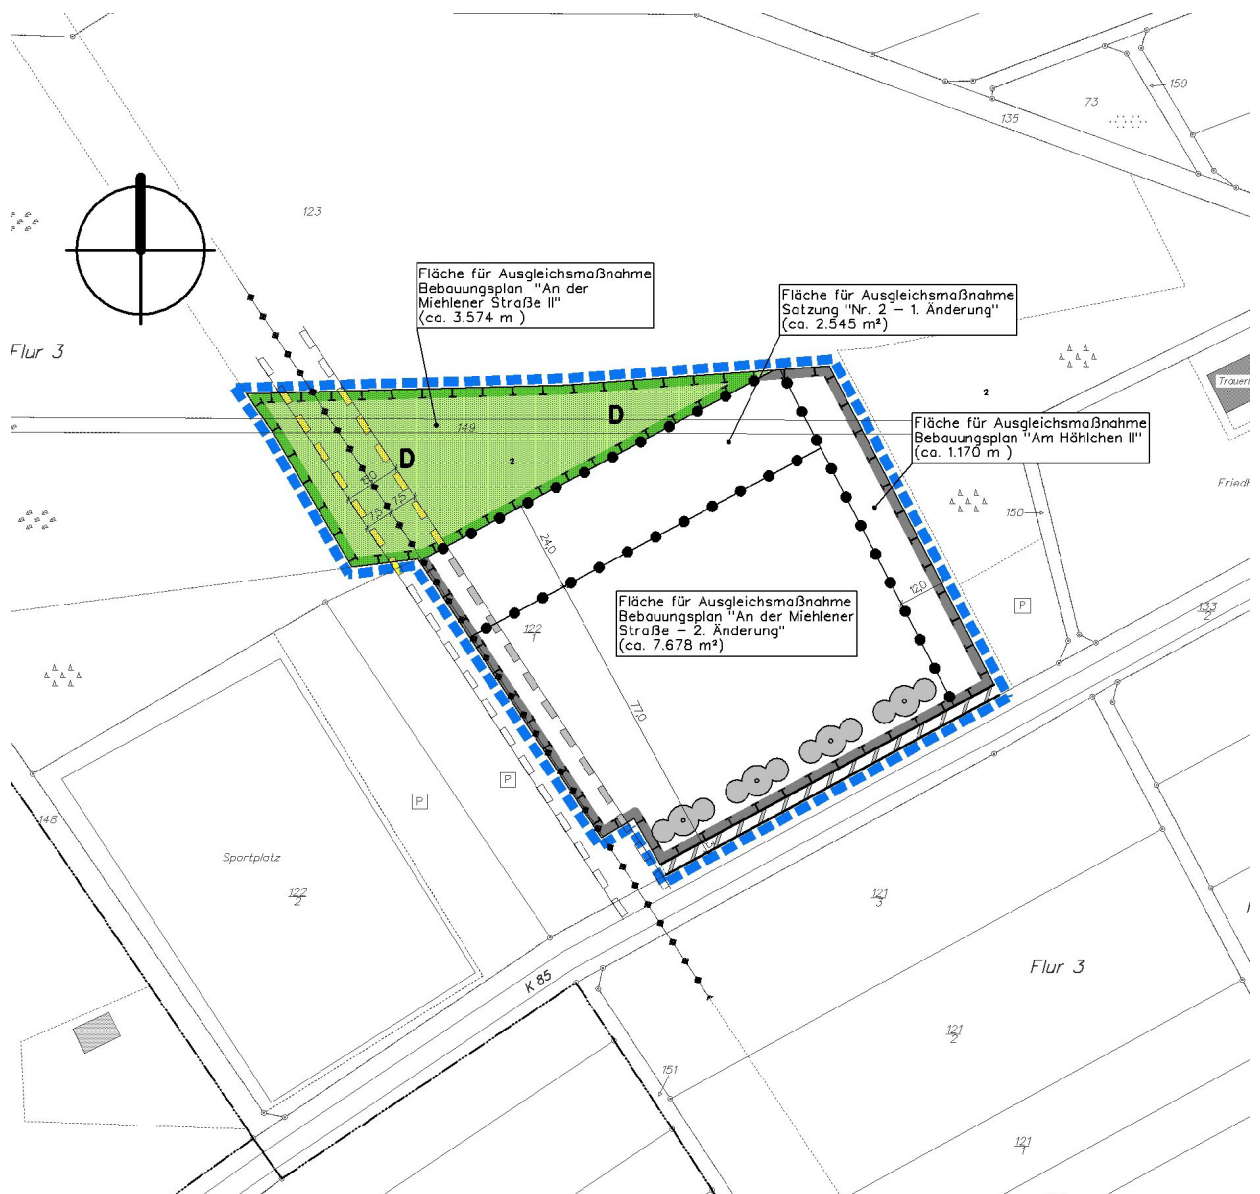 150
73
135
123
Fläche für Ausgleichsmaßnahme
Bebauungsplan "An der
Miehlener Straße II"
(ca. 3.574 m )
Fläche für Ausgleichsmaßnahme
Satzung "Nr. 2 – 1. Änderung"
(ca. 2.545 m²)
Flur 3
2
Fläche für Ausgleichsmaßnahme
Bebauungsplan "Am Höhlchen II"
(ca. 1.170 m )
D
149
D
2
7,5
7,5
150
24,0
12,0
P
133
2
Fläche für Ausgleichsmaßnahme
Bebauungsplan "An der Miehlener
Straße – 2. Änderung"
(ca. 7.678 m²)
122
1
77,0
P
P
148
Sportplatz
122
2
121
3
Flur 3
K 85
121
2
151
121
1